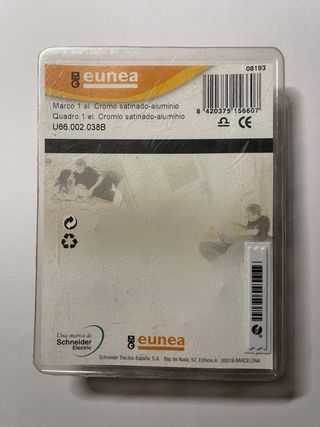 eunea
08193
Marco 1 el. Cromo satinado-aluminio
Quadro 1 el. Cromio satinado-aluminio
U66.002.038B
8 420375 156607
CE
Una marca de
Schneider
Electric
eunea
Schneider Electric España, S.A. Bac de Roda, 52, Edificio A - 08019 BARCELONA